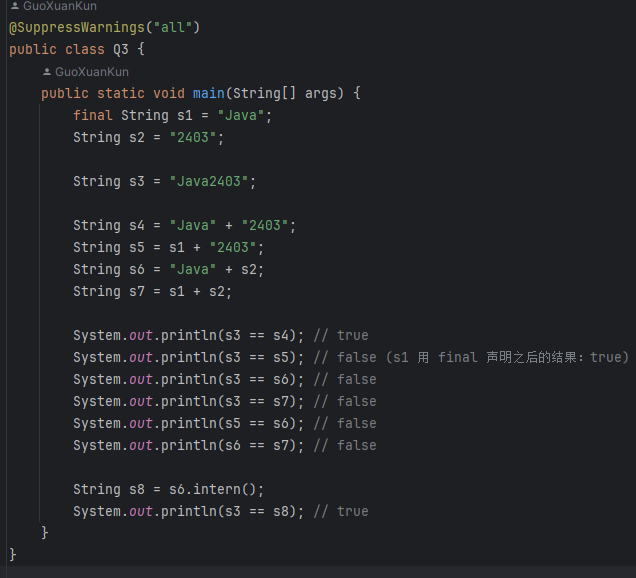 GuoXuanKun
@SuppressWarnings("all")
public class Q3 {
GuoXuanKun
public static void main(String[] args) {
final String s1 = "Java";
String s2 = "2403";
String s3 = "Java2403";
String s4 = "Java" + "2403";
String s5 = s1 + "2403";
String s6 = "Java" + s2;
String s7 = s1 + s2;
System.out.println(s3 == s4); // true
System.out.println(s3 == s5); // false (s1 用 final 声明之后的结果：true)
System.out.println(s3 == s6); // false
System.out.println(s3 == s7); // false
System.out.println(s5 == s6); // false
System.out.println(s6 == s7); // false
String s8 = s6.intern();
System.out.println(s3 == s8); // true
}
}